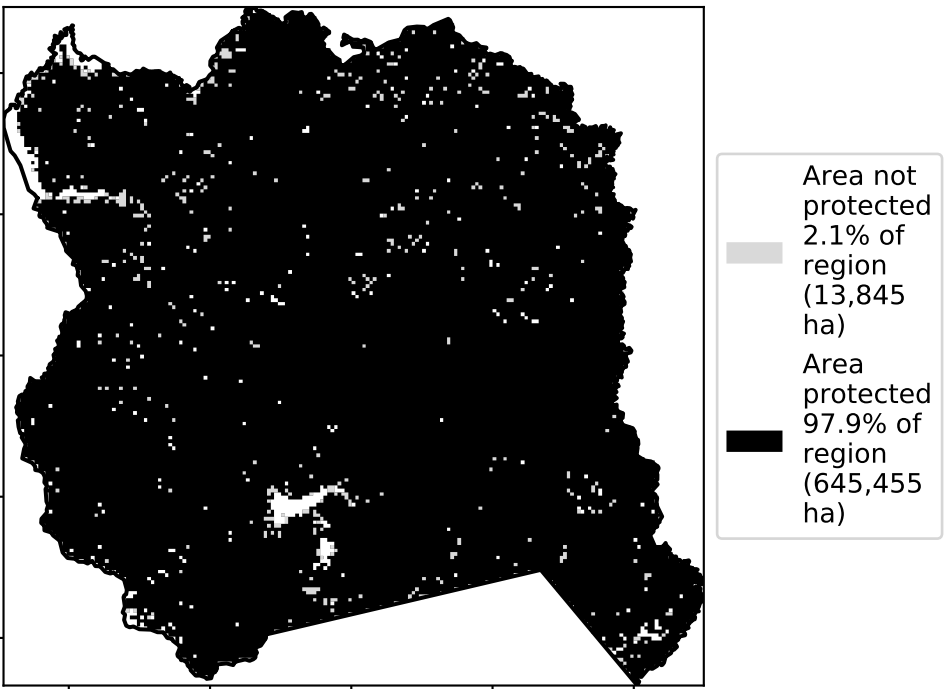 Area not
protected
2.1% of
region
(13,845
ha)
Area
protected
97.9% of
region
(645,455
ha)